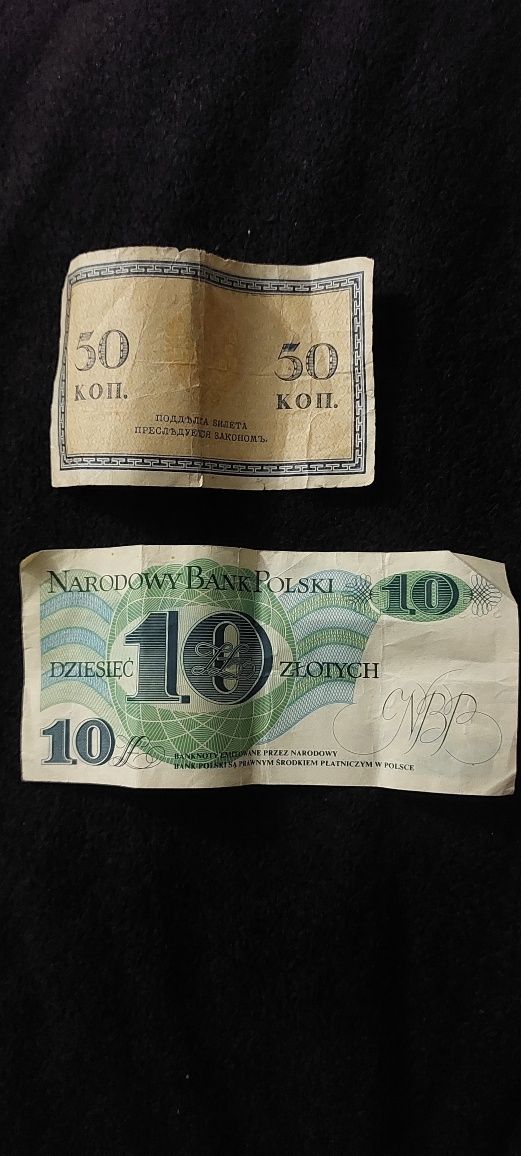 50
КОП.
50
КОП.
ПОДДѢЛКА БИЛЕТА
ПРЕСЛѢДУЕТСЯ ЗАКОНОМЪ.
NARODOWY BANK POLSKI
10
10
DZIESIĘĆ
ZŁOTYCH
10 zł
NBP
BANKNOTY EMITOWANE PRZEZ NARODOWY
BANK POLSKI SĄ PRAWNYM ŚRODKIEM PŁATNICZYM W POLSCE